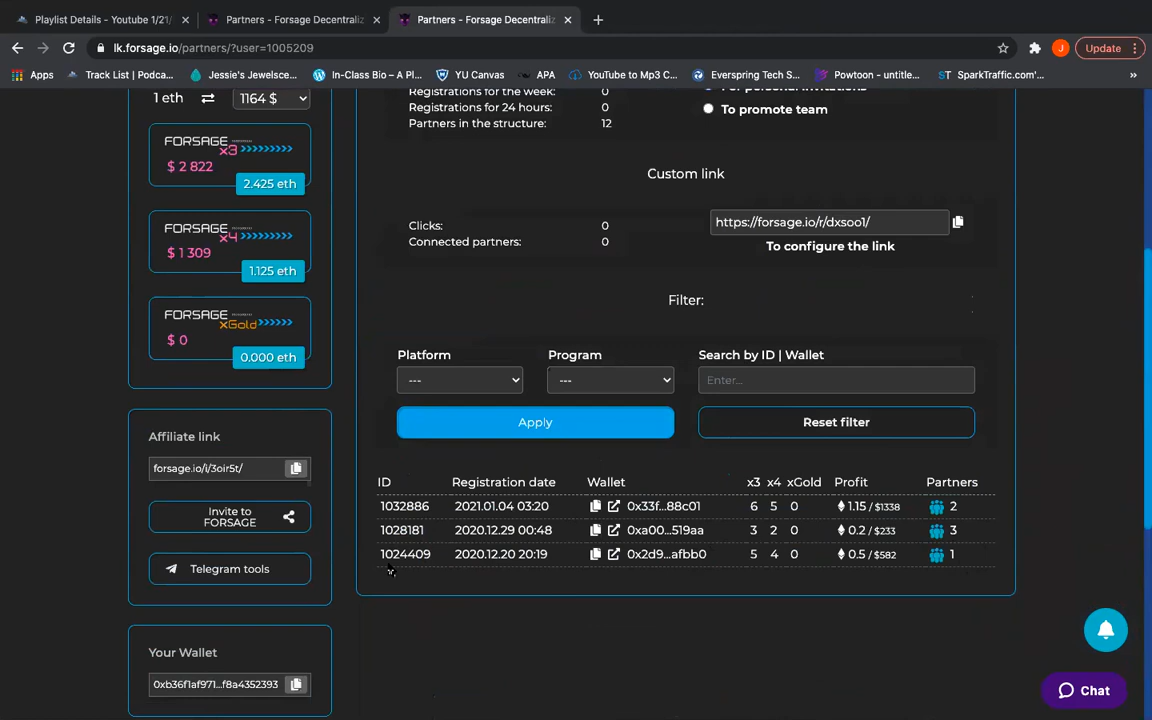 Playlist Details - Youtube 1/21/
Partners - Forsage Decentraliz
Partners - Forsage Decentraliz
lk.forsage.io/partners/?user=1005209
J
Update
Apps
Track List | Podca...
Jessie's Jewelsce...
In-Class Bio – A Pl...
YU Canvas
APA
YouTube to Mp3 C...
Everspring Tech S...
Powtoon - untitle...
ST SparkTraffic.com'...
»
1 eth
1164 $
FORSAGE
x3
$ 2 822
2.425 eth
FORSAGE
x4
$ 1 309
1.125 eth
FORSAGE
xGold
$ 0
0.000 eth
Affiliate link
forsage.io/i/3oir5t/
Invite to
FORSAGE
Telegram tools
Your Wallet
0xb36f1af971...f8a4352393
Registrations for the week: 0
Registrations for 24 hours: 0
Partners in the structure: 12
For personal invitations
To promote team
Custom link
Clicks: 0
Connected partners: 0
https://forsage.io/r/dxsoo1/
To configure the link
Filter:
Platform
Program
Search by ID | Wallet
---
---
Enter...
Apply
Reset filter
ID Registration date Wallet x3 x4 xGold Profit Partners
1032886 2021.01.04 03:20 0x33f...88c01 6 5 0 1.15 / $1338 2
1028181 2020.12.29 00:48 0xa00...519aa 3 2 0 0.2 / $233 3
1024409 2020.12.20 20:19 0x2d9...afbb0 5 4 0 0.5 / $582 1
Chat